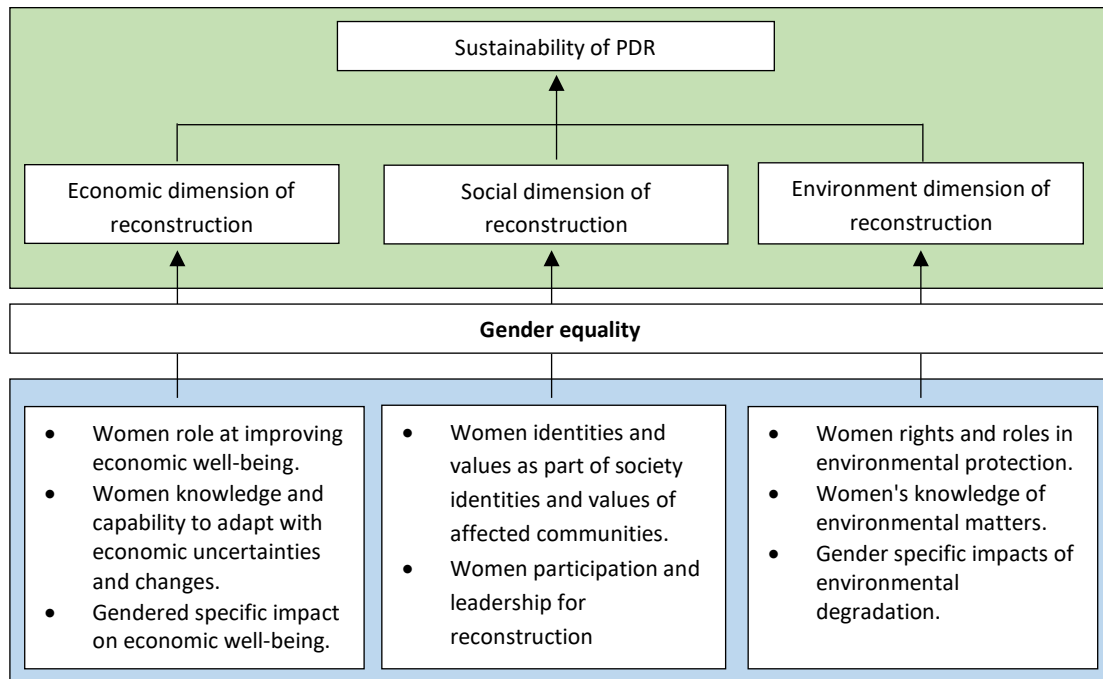 Sustainability of PDR
Economic dimension of
reconstruction
Social dimension of
reconstruction
Environment dimension of
reconstruction
Gender equality
• Women role at improving
economic well-being.
• Women knowledge and
capability to adapt with
economic uncertainties
and changes.
• Gendered specific impact
on economic well-being.
• Women identities and
values as part of society
identities and values of
affected communities.
• Women participation and
leadership for
reconstruction
• Women rights and roles in
environmental protection.
• Women's knowledge of
environmental matters.
• Gender specific impacts of
environmental
degradation.